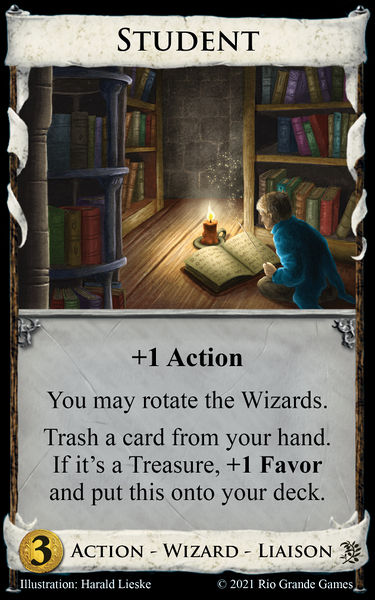 Student
+1 Action
You may rotate the Wizards.
Trash a card from your hand.
If it's a Treasure, +1 Favor
and put this onto your deck.
3 Action - Wizard - Liaison
Illustration: Harald Lieske © 2021 Rio Grande Games